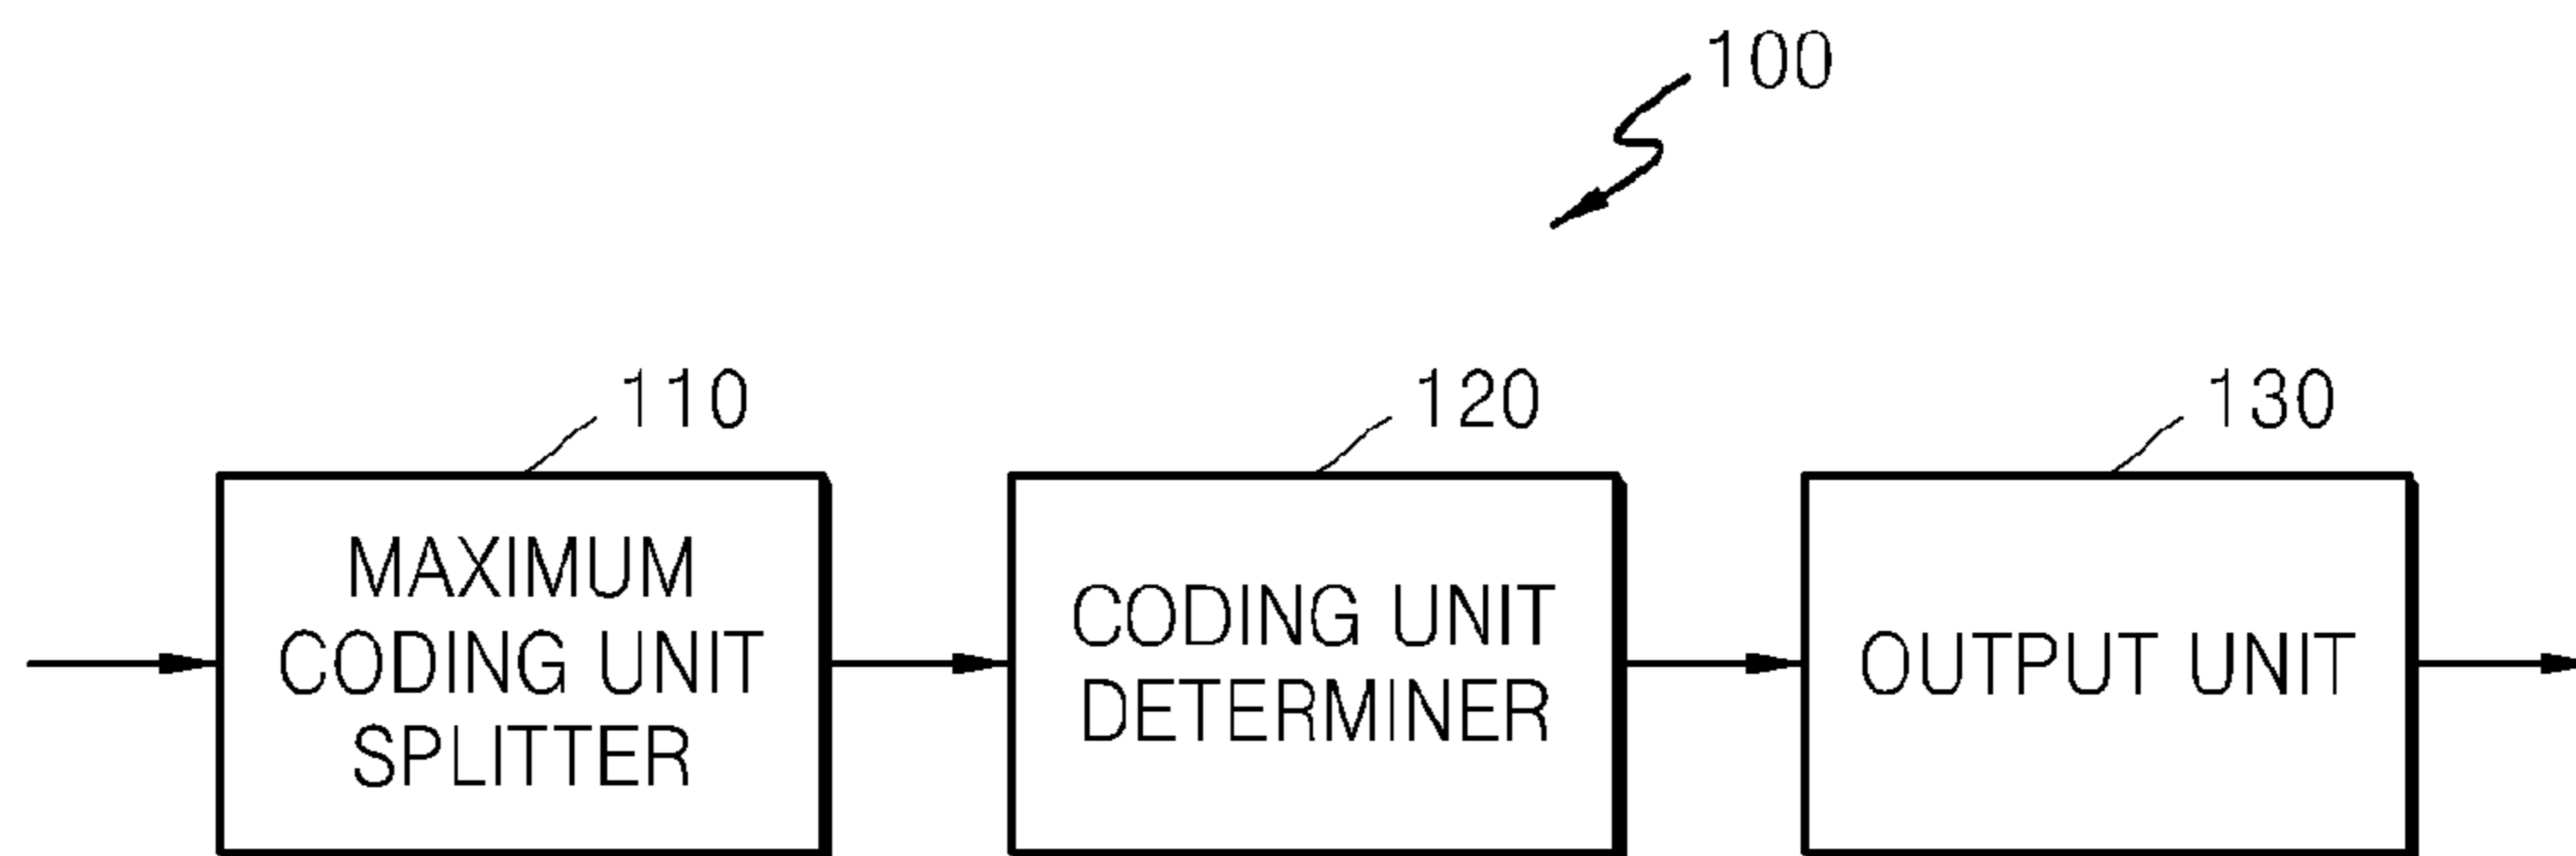 100
110
120
130
MAXIMUM
CODING UNIT
SPLITTER
CODING UNIT
DETERMINER
OUTPUT UNIT